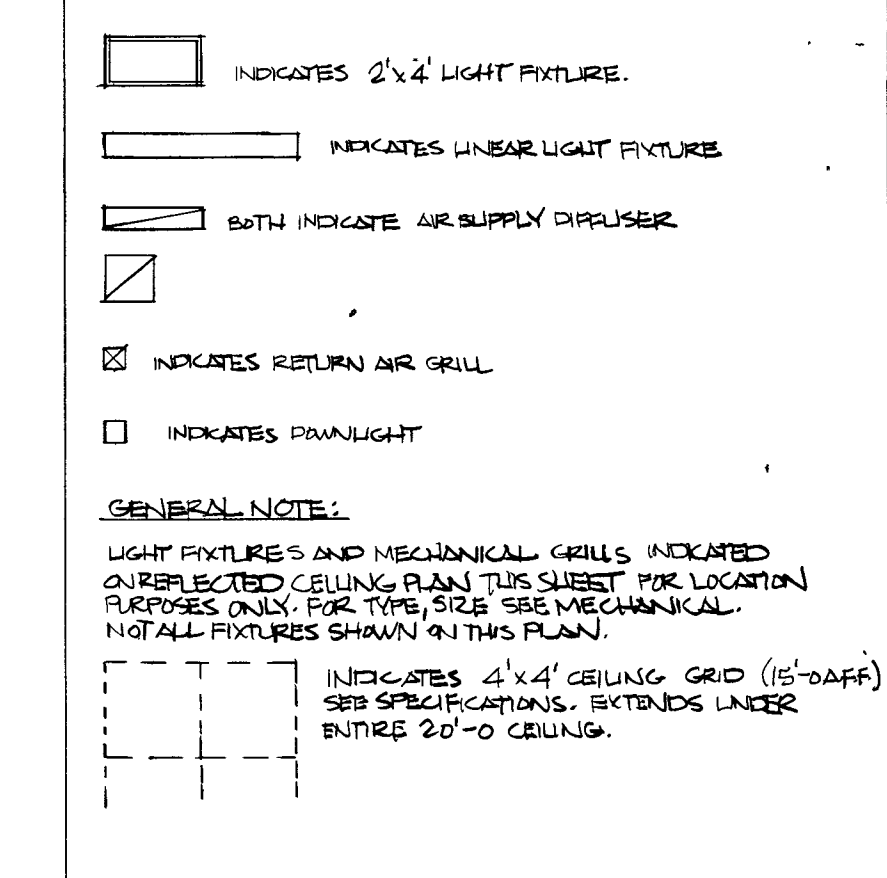 INDICATES 2'x4' LIGHT FIXTURE.
INDICATES LINEAR LIGHT FIXTURE
BOTH INDICATE AIR SUPPLY DIFFUSER
INDICATES RETURN AIR GRILL
INDICATES DOWNLIGHT
GENERAL NOTE:
LIGHT FIXTURES AND MECHANICAL GRILLS INDICATED
ON REFLECTED CEILING PLAN THIS SHEET FOR LOCATION
PURPOSES ONLY. FOR TYPE, SIZE SEE MECHANICAL.
NOT ALL FIXTURES SHOWN ON THIS PLAN.
INDICATES 4'x4' CEILING GRID (15'-0 A.F.F.)
SEE SPECIFICATIONS. EXTENDS UNDER
ENTIRE 20'-0 CEILING.